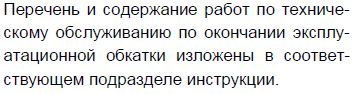 Перечень и содержание работ по техниче-
скому обслуживанию по окончании эксплу-
атационной обкатки изложены в соответ-
ствующем подразделе инструкции.